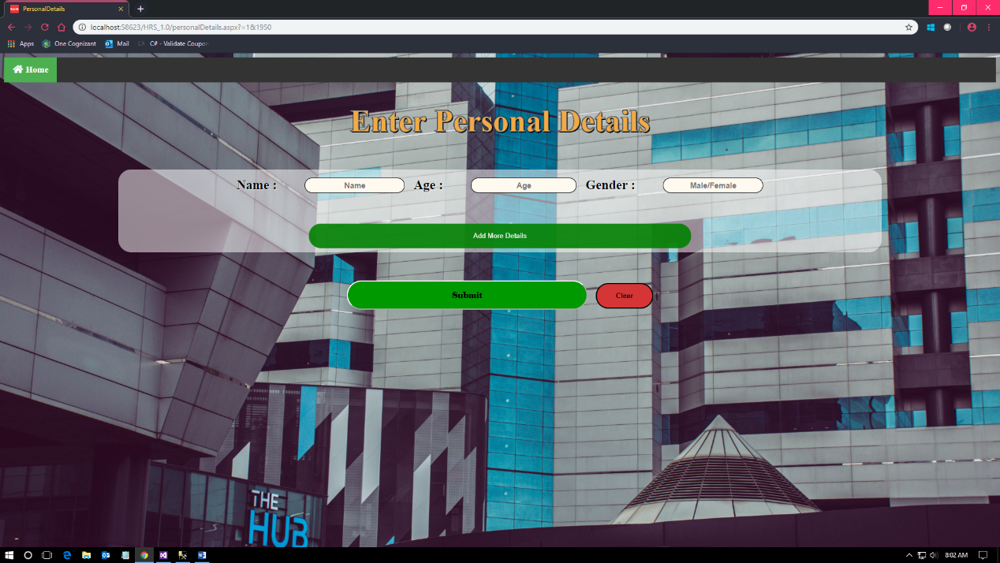 PersonalDetails
localhost:58623/HRS_1.0/personalDetails.aspx?=1&1950
Apps One Cognizant Mail C# - Validate Coupon
Home
Enter Personal Details
Name : Name Age : Age Gender : Male/Female
Add More Details
Submit Clear
THE
HUB
8:02 AM